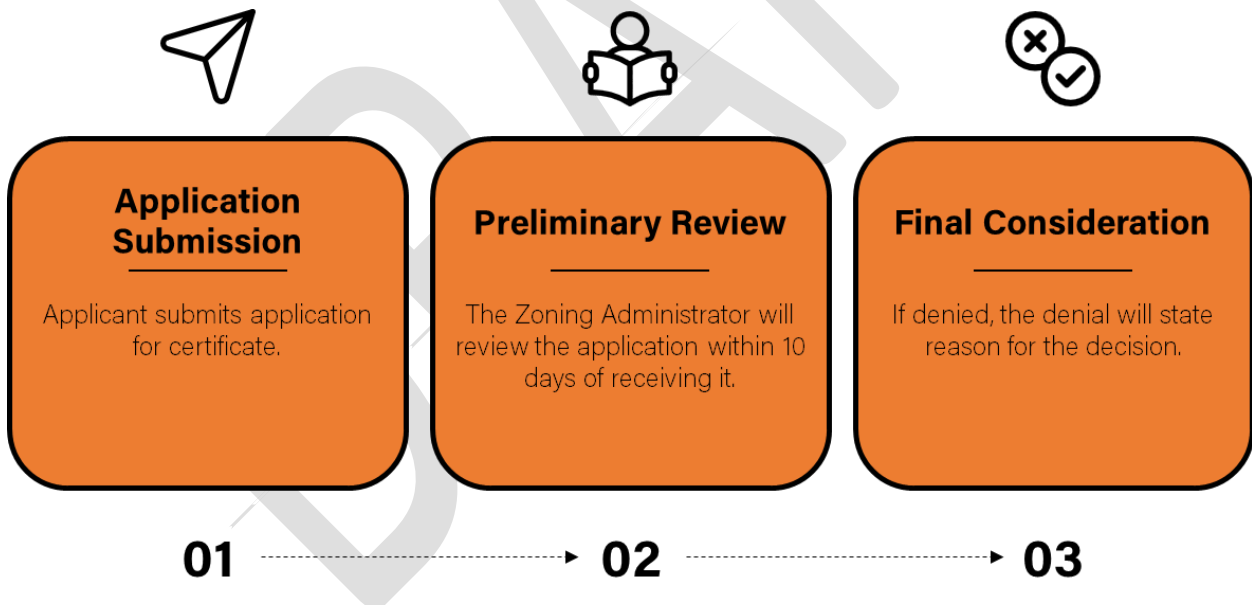 Application
Submission
Applicant submits application
for certificate.
Preliminary Review
The Zoning Administrator will
review the application within 10
days of receiving it.
Final Consideration
If denied, the denial will state
reason for the decision.
01
02
03